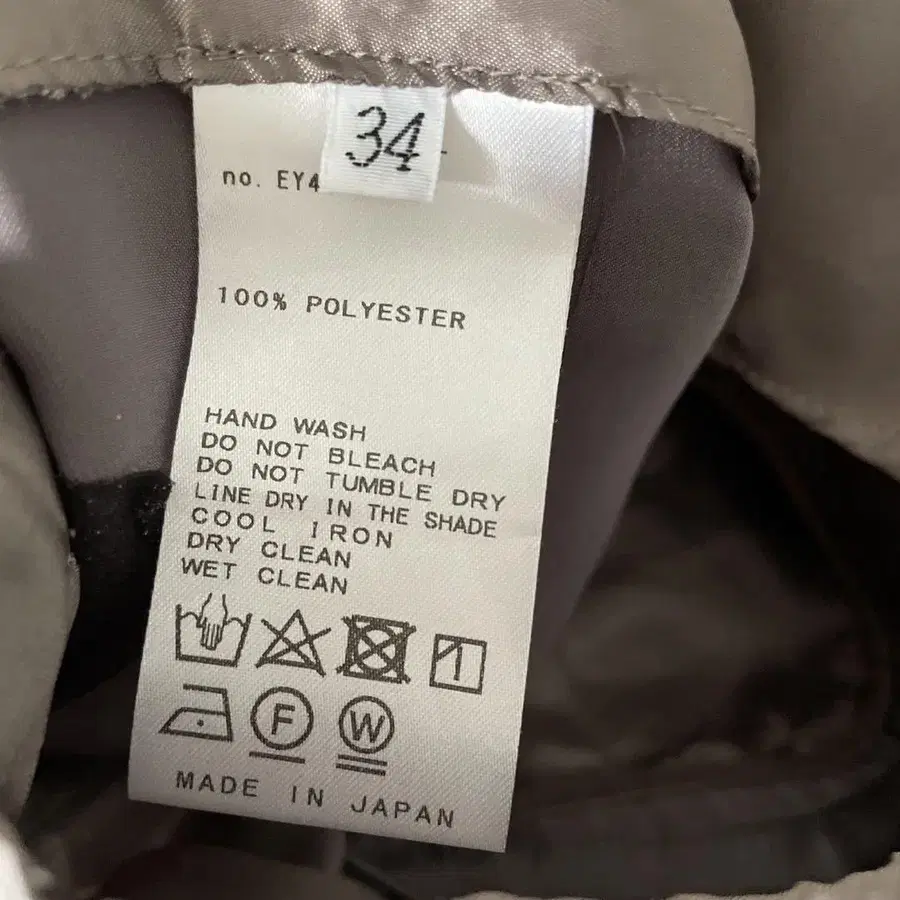 34
no. EY4
100% POLYESTER
HAND WASH
DO NOT BLEACH
DO NOT TUMBLE DRY
LINE DRY IN THE SHADE
COOL IRON
DRY CLEAN
WET CLEAN
1
F
W
MADE IN JAPAN